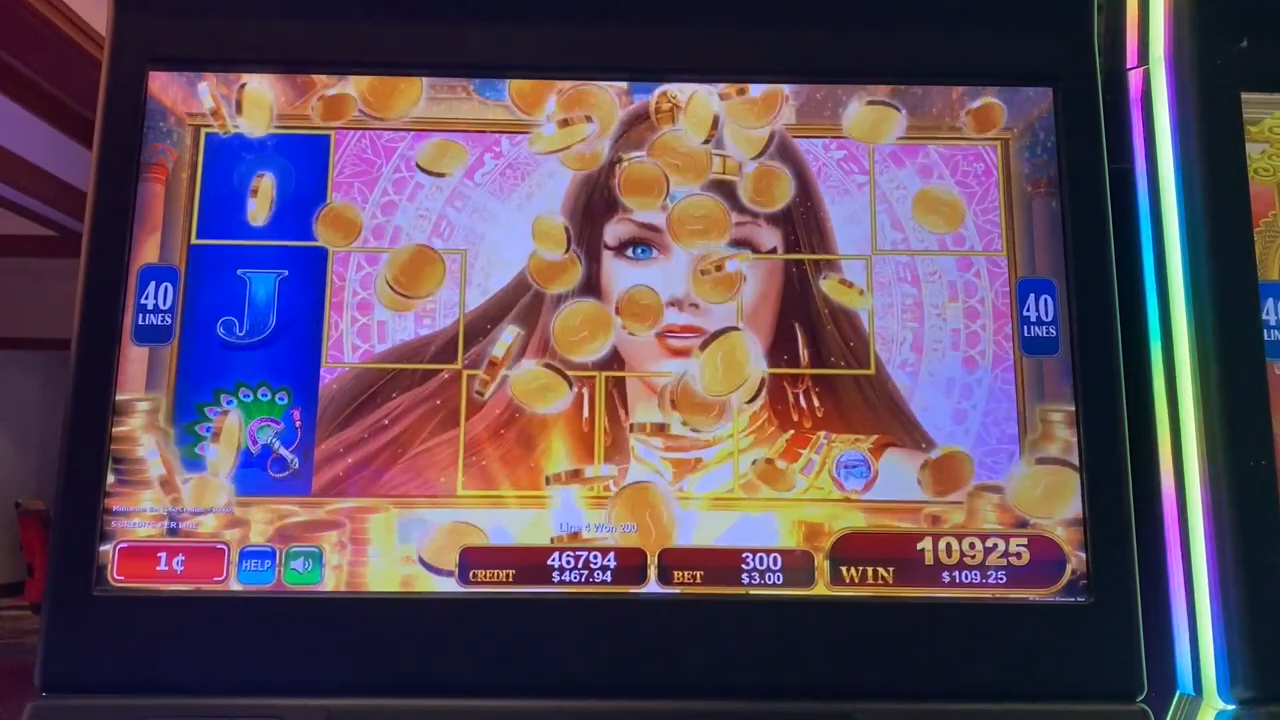 J
40
LINES
40
LINES
5 CREDITS PER LINE
Line 4 Won 200
1¢
HELP
CREDIT
46794
$467.94
BET
300
$3.00
WIN
10925
$109.25